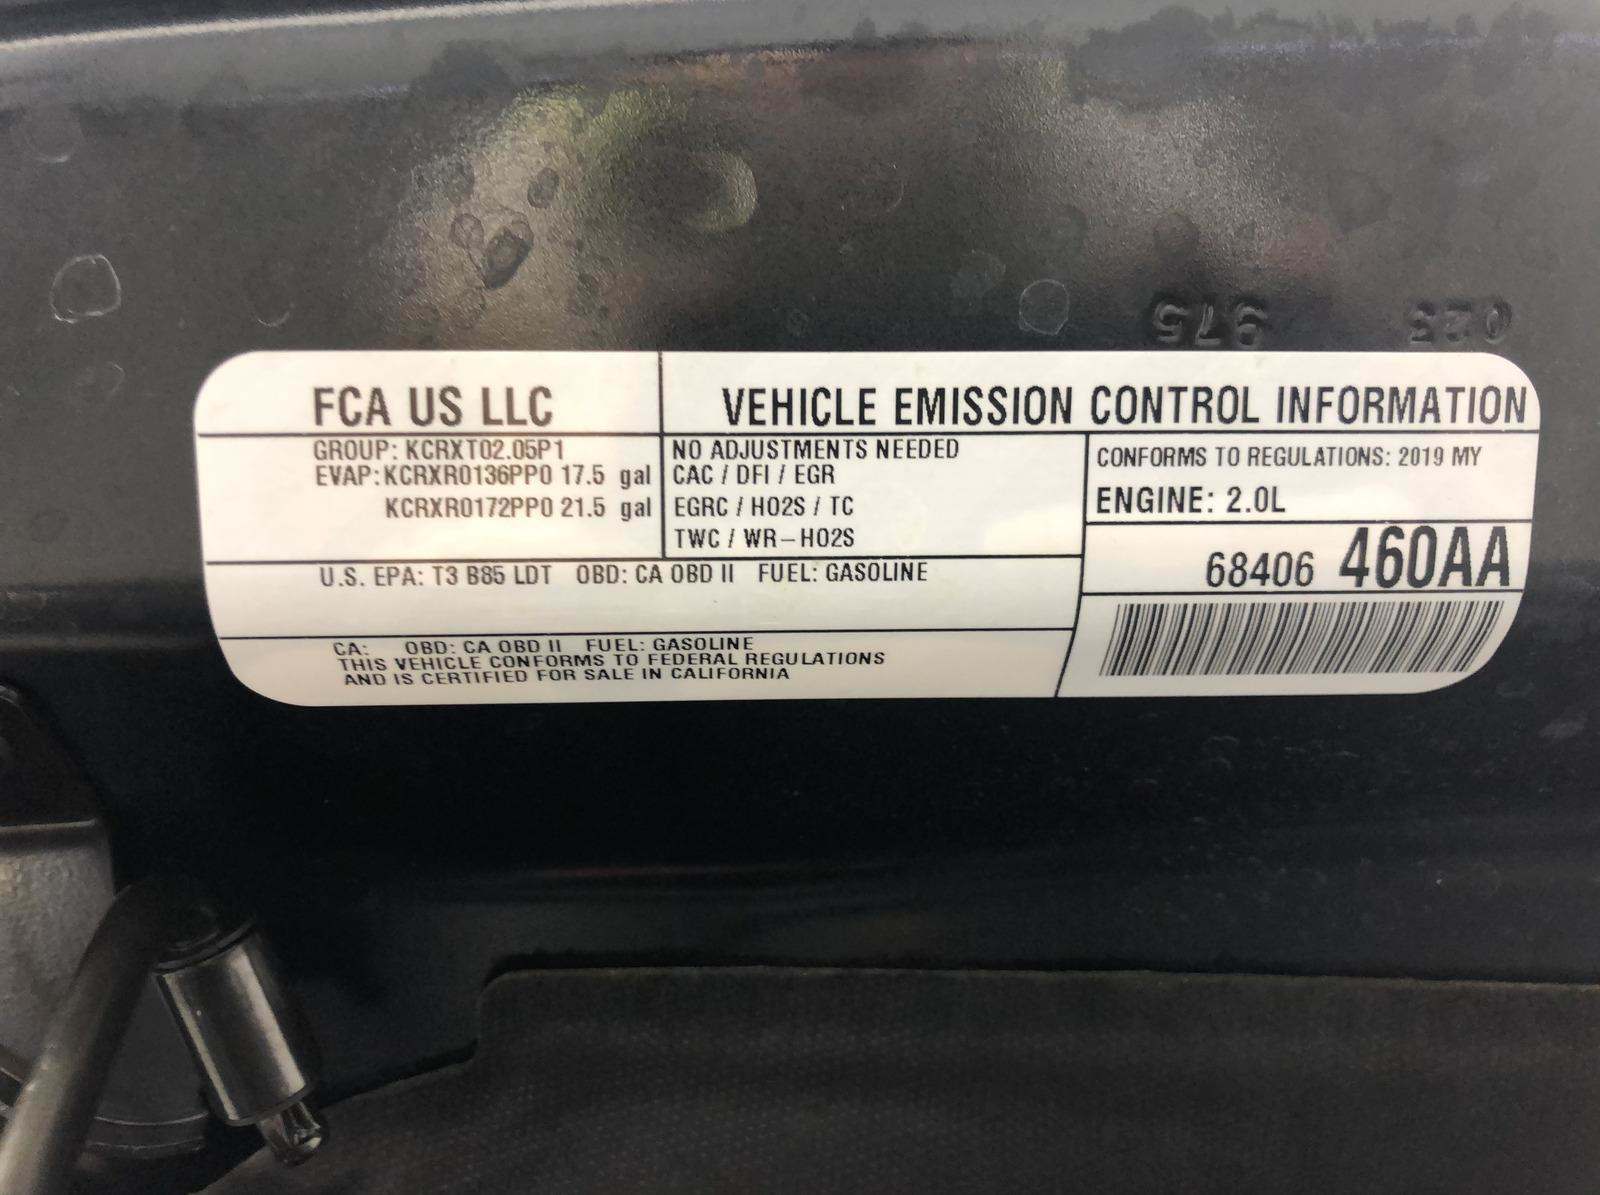 975 025
FCA US LLC
VEHICLE EMISSION CONTROL INFORMATION
GROUP: KCRXT02.05P1
EVAP: KCRXR0136PP0 17.5 gal
KCRXR0172PP0 21.5 gal
NO ADJUSTMENTS NEEDED
CAC / DFI / EGR
EGRC / HO2S / TC
TWC / WR-HO2S
CONFORMS TO REGULATIONS: 2019 MY
ENGINE: 2.0L
68406 460AA
U.S. EPA: T3 B85 LDT OBD: CA OBD II FUEL: GASOLINE
CA: OBD: CA OBD II FUEL: GASOLINE
THIS VEHICLE CONFORMS TO FEDERAL REGULATIONS
AND IS CERTIFIED FOR SALE IN CALIFORNIA